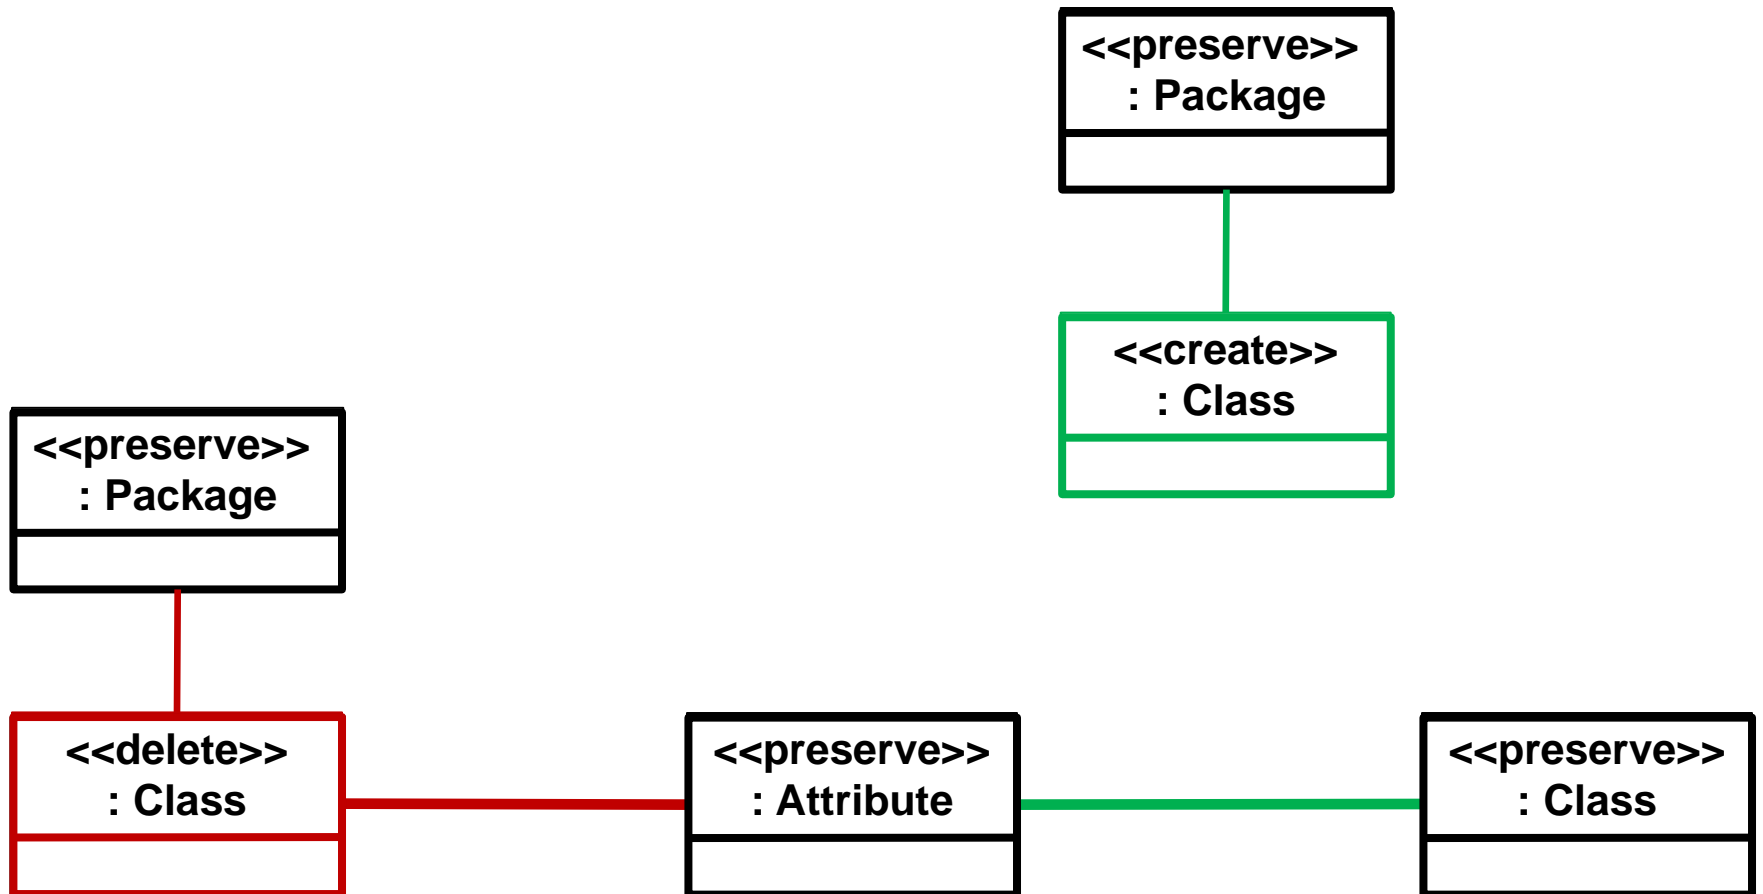 <<preserve>>
: Package
<<create>>
: Class
<<preserve>>
: Package
<<delete>>
: Class
<<preserve>>
: Attribute
<<preserve>>
: Class